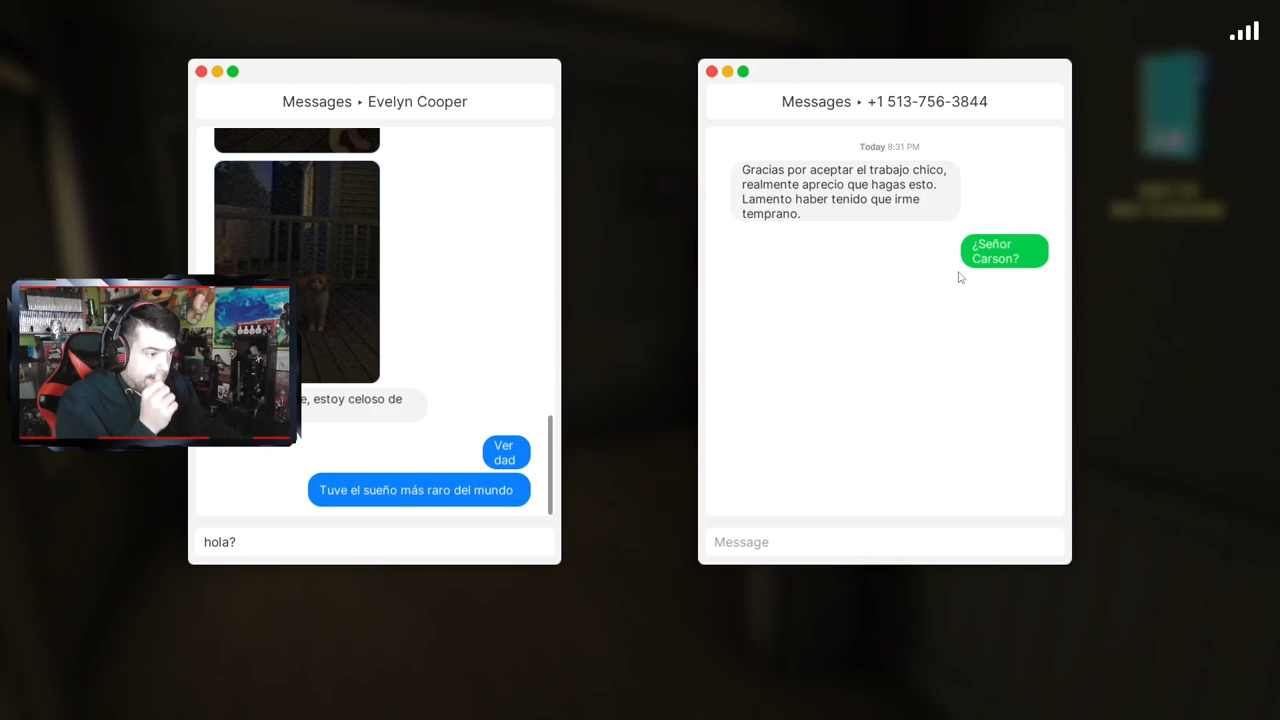 Messages ‣ Evelyn Cooper
e, estoy celoso de
Ver
dad
Tuve el sueño más raro del mundo
hola?
Messages ‣ +1 513-756-3844
Today 8:31 PM
Gracias por aceptar el trabajo chico,
realmente aprecio que hagas esto.
Lamento haber tenido que irme
temprano.
¿Señor
Carson?
Message